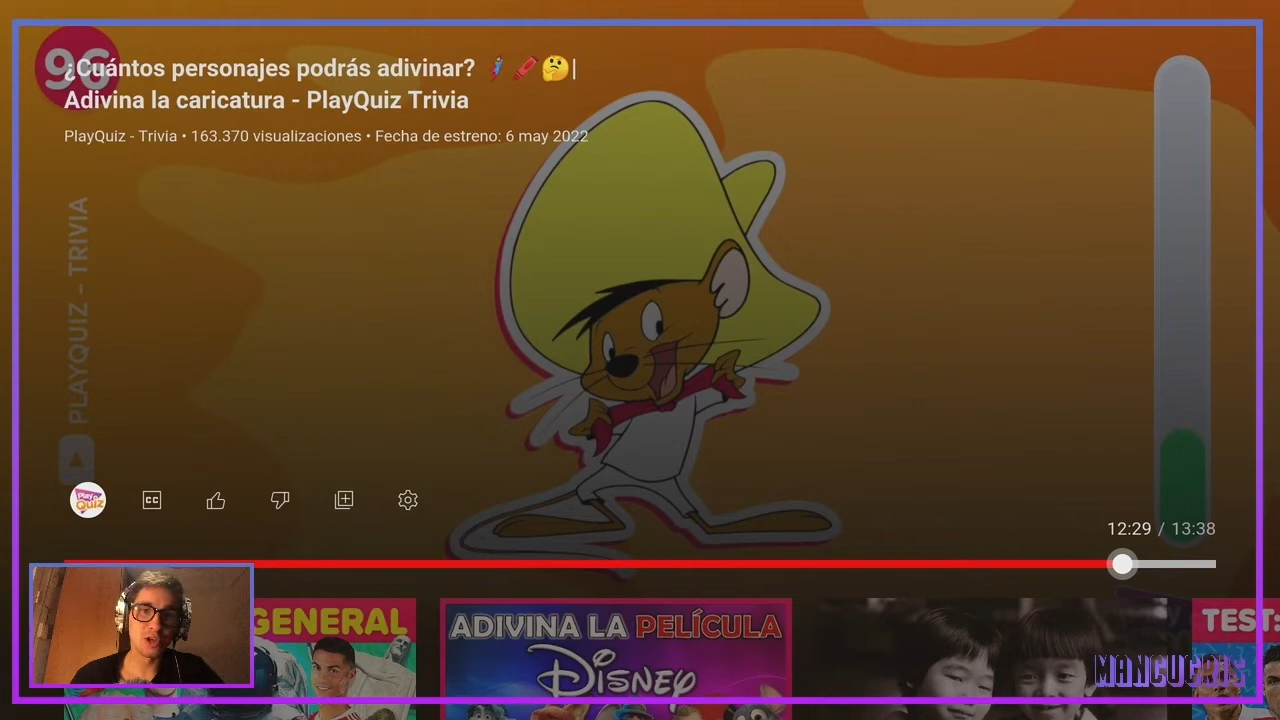 96
¿Cuántos personajes podrás adivinar? |
Adivina la caricatura - PlayQuiz Trivia
PlayQuiz - Trivia • 163.370 visualizaciones • Fecha de estreno: 6 may 2022
PLAYQUIZ - TRIVIA
Play
Quiz
CC
12:29 / 13:38
GENERAL
ADIVINA LA PELÍCULA
Disney
TEST:
MANCUCRIS